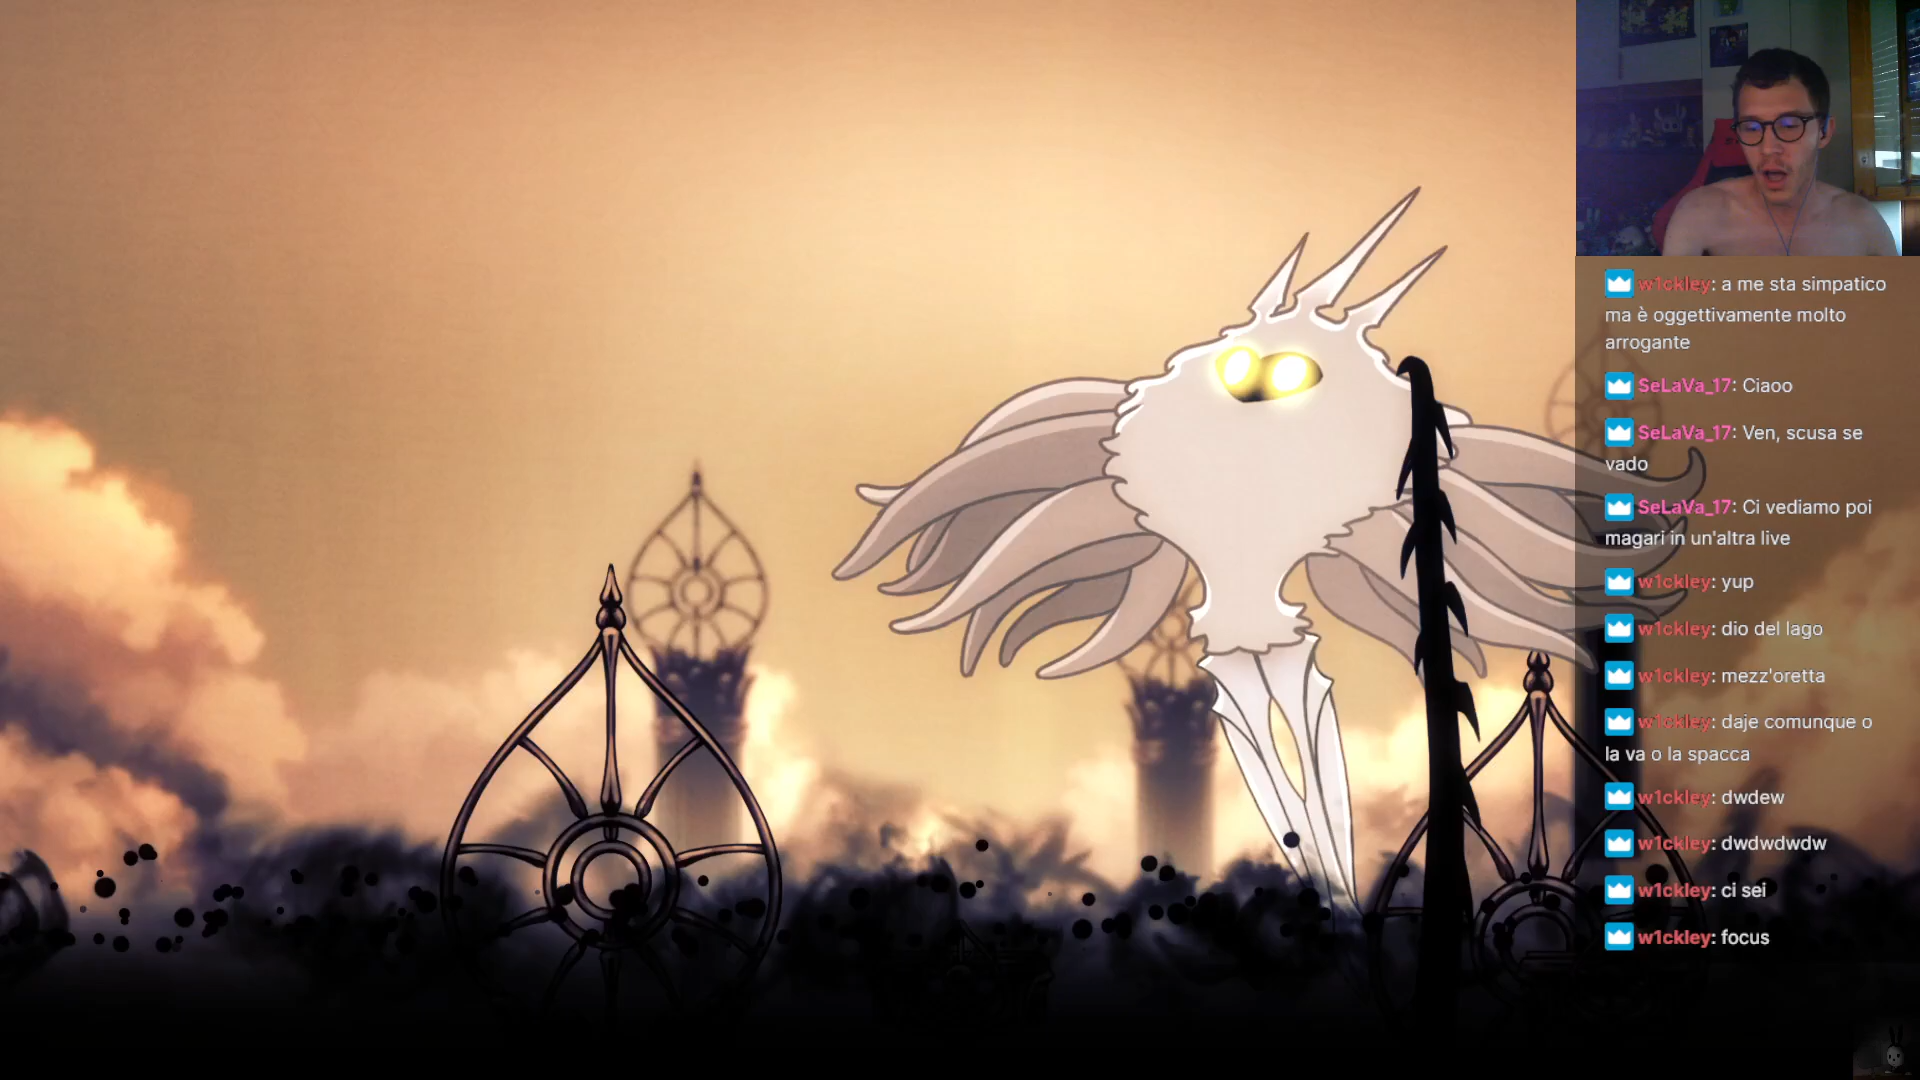 w1ckley: a me sta simpatico
ma è oggettivamente molto
arrogante
SeLaVa_17: Ciaoo
SeLaVa_17: Ven, scusa se
vado
SeLaVa_17: Ci vediamo poi
magari in un'altra live
w1ckley: yup
w1ckley: dio del lago
w1ckley: mezz'oretta
w1ckley: daje comunque o
la va o la spacca
w1ckley: dwdew
w1ckley: dwdwdwdw
w1ckley: ci sei
w1ckley: focus